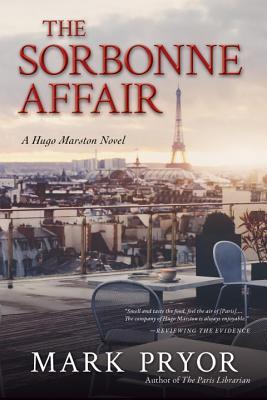 THE
SORBONNE
AFFAIR
A Hugo Marston Novel
"Smell and taste the food, feel the air of [Paris]....
The company of Hugo Marston is always enjoyable."
—REVIEWING THE EVIDENCE
MARK PRYOR
Author of The Paris Librarian